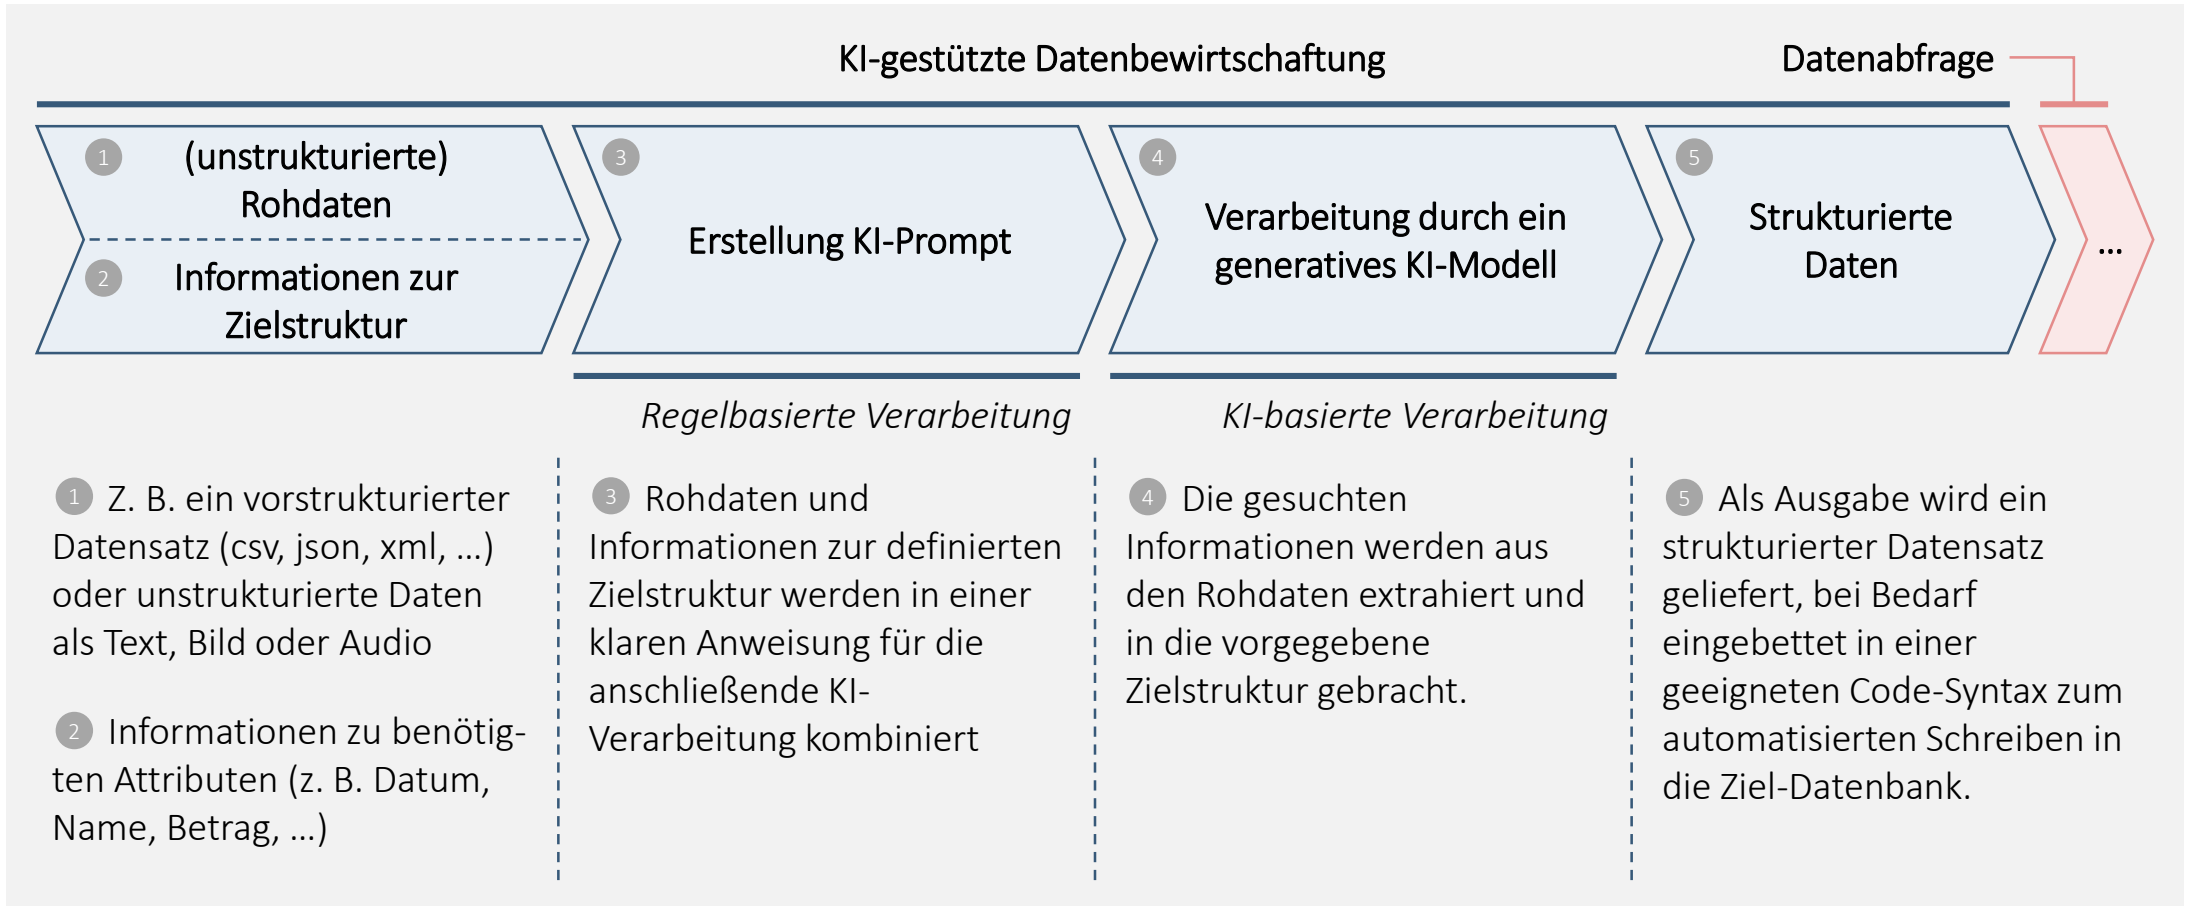 KI-gestützte Datenbewirtschaftung
Datenabfrage
1 (unstrukturierte)
Rohdaten
2 Informationen zur
Zielstruktur
3
Erstellung KI-Prompt
4
Verarbeitung durch ein
generatives KI-Modell
5
Strukturierte
Daten
...
Regelbasierte Verarbeitung
KI-basierte Verarbeitung
1 Z. B. ein vorstrukturierter
Datensatz (csv, json, xml, ...)
oder unstrukturierte Daten
als Text, Bild oder Audio
2 Informationen zu benötig-
ten Attributen (z. B. Datum,
Name, Betrag, ...)
3 Rohdaten und
Informationen zur definierten
Zielstruktur werden in einer
klaren Anweisung für die
anschließende KI-
Verarbeitung kombiniert
4 Die gesuchten
Informationen werden aus
den Rohdaten extrahiert und
in die vorgegebene
Zielstruktur gebracht.
5 Als Ausgabe wird ein
strukturierter Datensatz
geliefert, bei Bedarf
eingebettet in einer
geeigneten Code-Syntax zum
automatisierten Schreiben in
die Ziel-Datenbank.